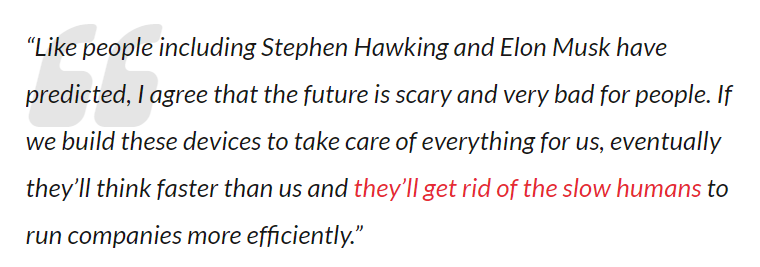 “Like people including Stephen Hawking and Elon Musk have
predicted, I agree that the future is scary and very bad for people. If
we build these devices to take care of everything for us, eventually
they’ll think faster than us and they’ll get rid of the slow humans to
run companies more efficiently.”